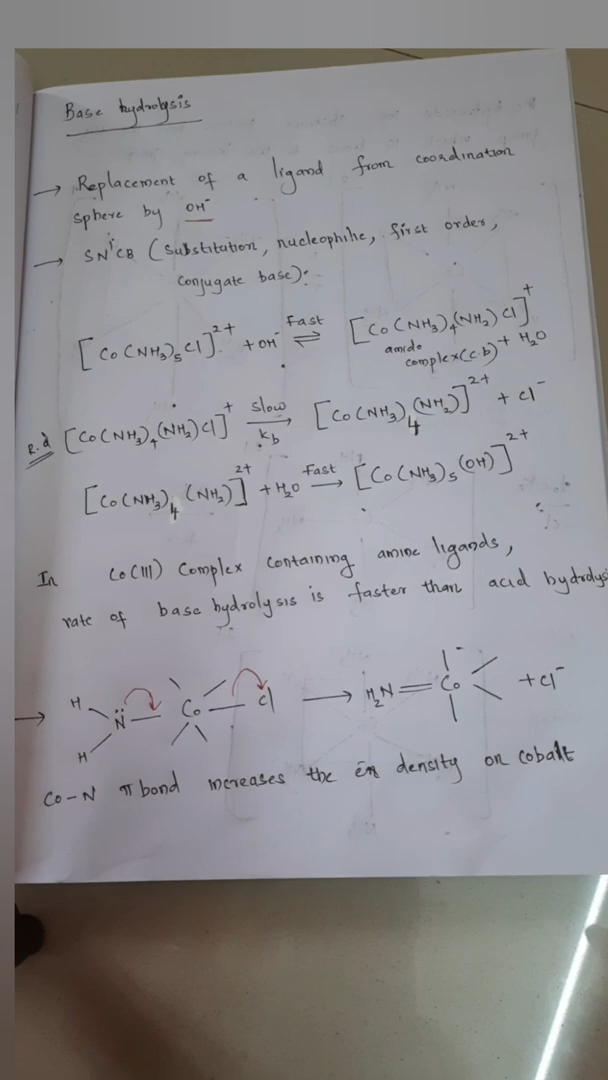 Base hydrolysis
→ Replacement of a ligand from coordination
sphere by OH⁻
→ SN¹CB (Substitution, nucleophilic, first order,
conjugate base):
[Co(NH₃)₅Cl]²⁺ + OH⁻ ⇌ Fast [Co(NH₃)₄(NH₂)Cl]⁺ + H₂O
amido
complex(c.b)
R.d [Co(NH₃)₄(NH₂)Cl]⁺ slow → k_b [Co(NH₃)₄(NH₂)]²⁺ + Cl⁻
[Co(NH₃)₄(NH₂)]²⁺ + H₂O Fast → [Co(NH₃)₅(OH)]²⁺
In Co(III) Complex containing amine ligands,
rate of base hydrolysis is faster than acid hydrolysi
→ H H N̈ — Co — Cl → H₂N = Co⁻ + Cl⁻
Co-N π bond increases the en density on cobalt